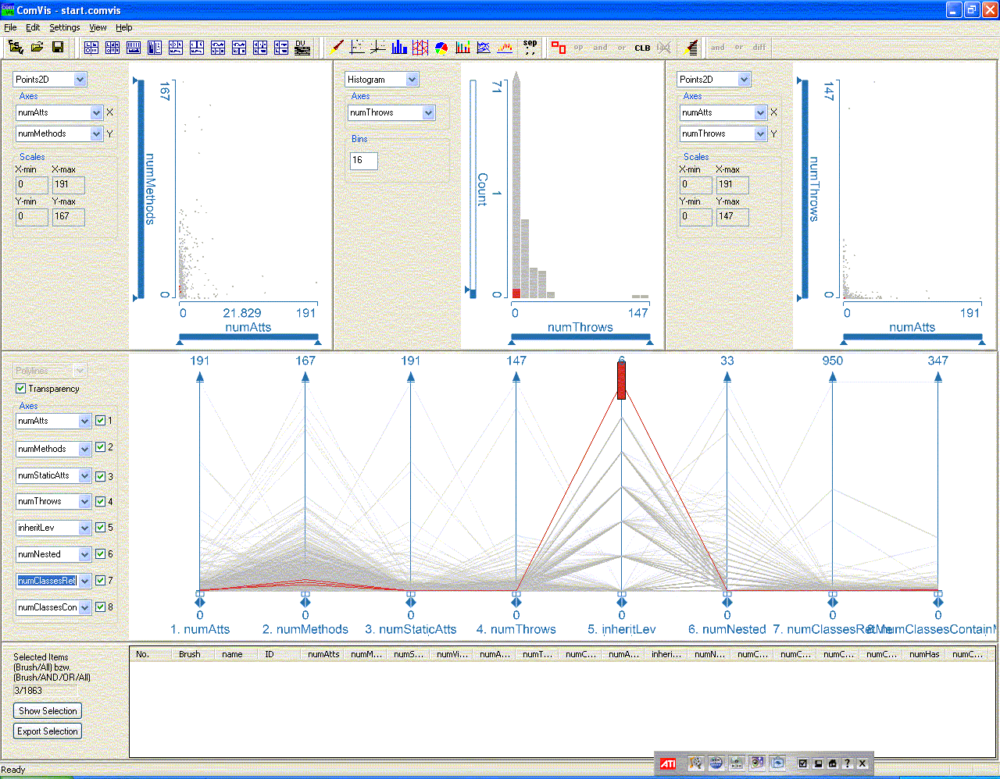 ComVis - start.comvis
File Edit Settings View Help
sep op and or CLB and or diff
Points2D
Axes
numAtts X
numMethods Y
Scales
X-min X-max
0 191
Y-min Y-max
0 167
167
numMethods
0
0 21.829 191
numAtts
Histogram
Axes
numThrows
Bins
16
71
1
Count
0
0 147
numThrows
Points2D
Axes
numAtts X
numThrows Y
Scales
X-min X-max
0 191
Y-min Y-max
0 147
147
numThrows
0
0 191
numAtts
Polylines
Transparency
Axes
numAtts 1
numMethods 2
numStaticAtts 3
numThrows 4
inheritLev 5
numNested 6
numClassesRet 7
numClassesCon 8
191 167 191 147 6 33 950 347
0 0 0 0 0 0 0 0
1. numAtts 2. numMethods 3. numStaticAtts 4. numThrows 5. inheritLev 6. numNested 7. numClassesRetMe 8. numClassesContainM
Selected Items
(Brush/All) bzw.
(Brush/AND/OR/All)
3/1863
Show Selection
Export Selection
No. Brush name ID numAtts numM... numS... numVi... numA... numT... numC... numA... inheri... numN... numC... numC... numC... numC... numHas numC...
ATI ? X
Ready